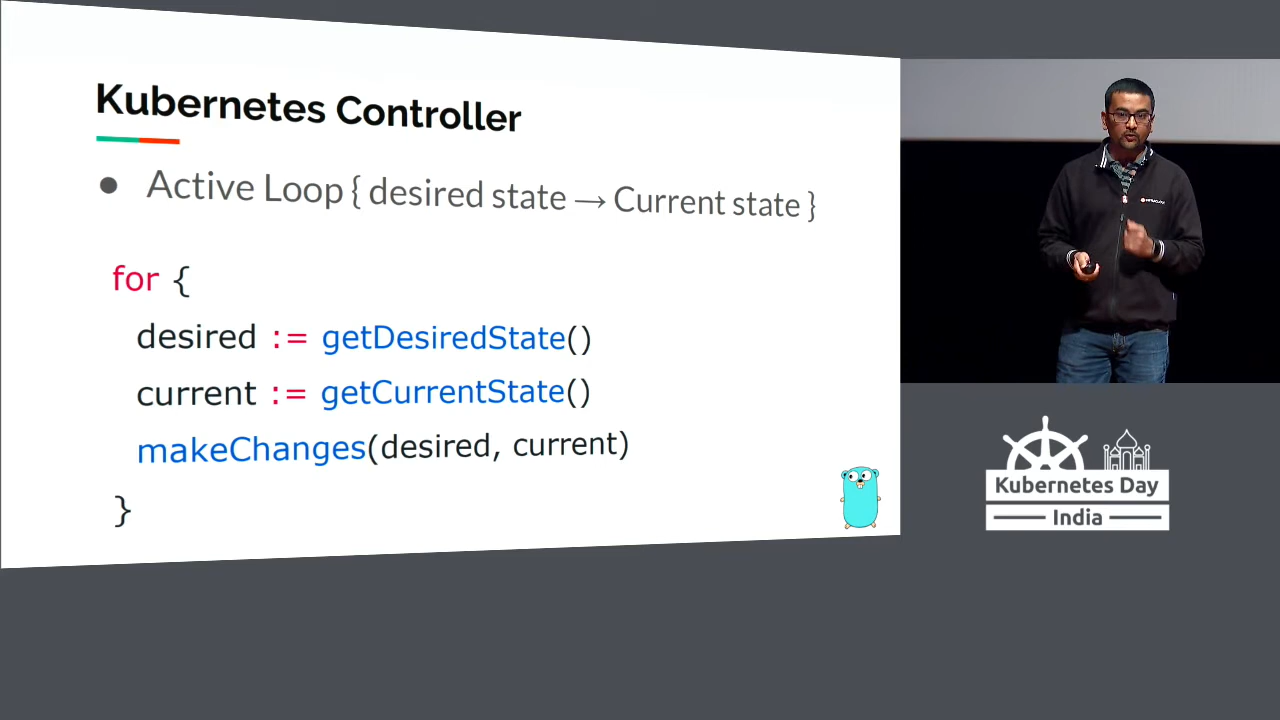 Kubernetes Controller
● Active Loop { desired state → Current state }
for {
desired := getDesiredState()
current := getCurrentState()
makeChanges(desired, current)
}
Kubernetes Day
India